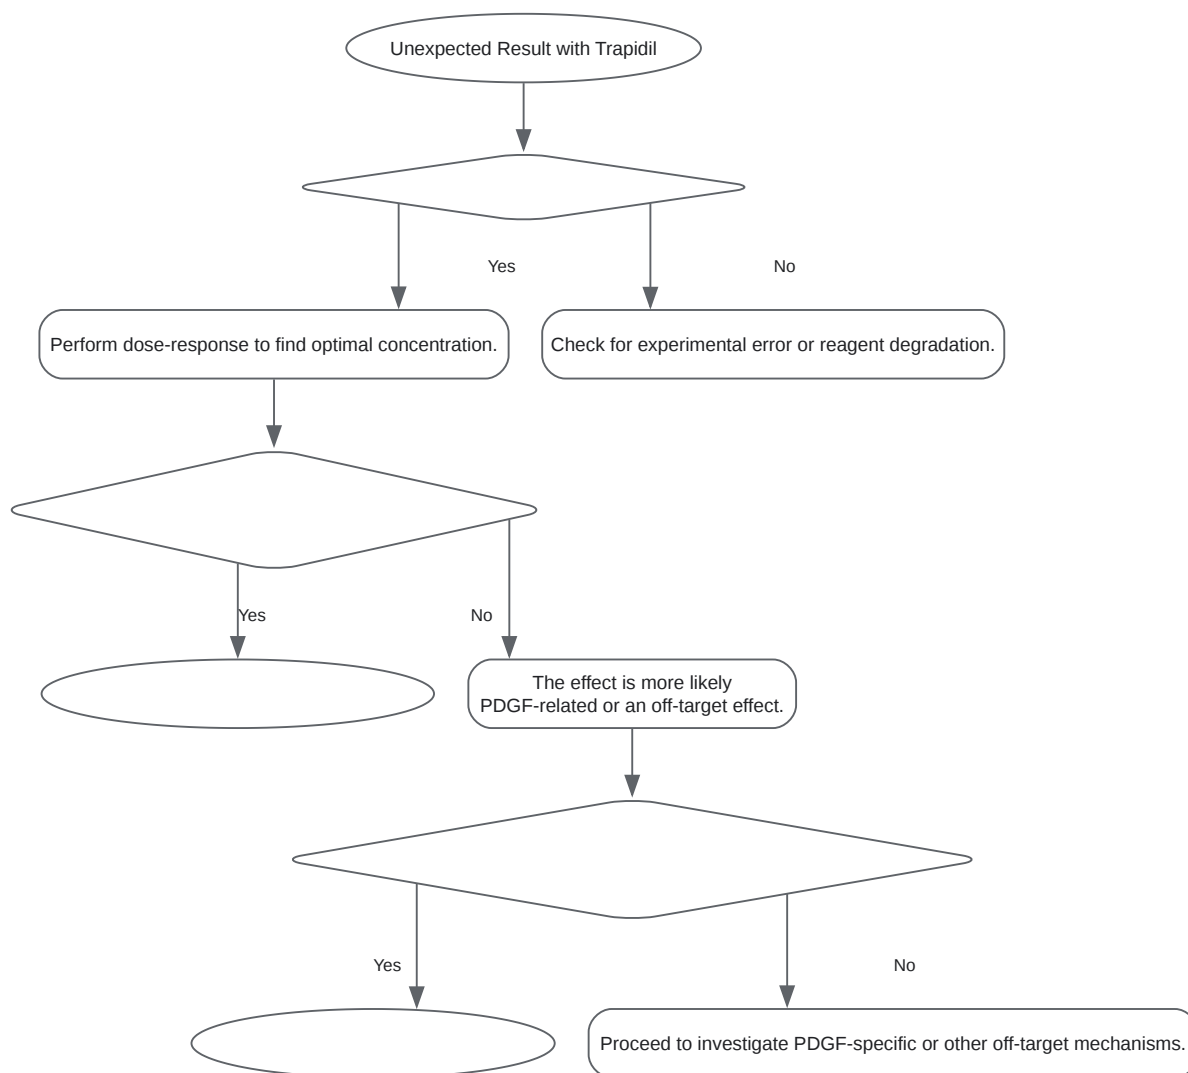 Unexpected Result with Trapidil
Yes
No
Perform dose-response to find optimal concentration.
Check for experimental error or reagent degradation.
Yes
No
The effect is more likely
PDGF-related or an off-target effect.
Yes
No
Proceed to investigate PDGF-specific or other off-target mechanisms.